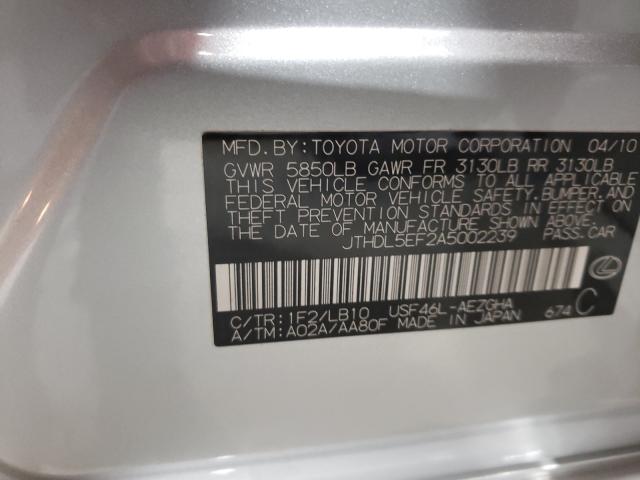 MFD. BY: TOYOTA MOTOR CORPORATION 04/10
GVWR 5850LB GAWR FR 3130LB RR 3130LB
THIS VEHICLE CONFORMS TO ALL APPLICABLE
FEDERAL MOTOR VEHICLE SAFETY, BUMPER, AND
THEFT PREVENTION STANDARDS IN EFFECT ON
THE DATE OF MANUFACTURE SHOWN ABOVE.
JTHDL5EF2A5002239 PASS.CAR
C/TR: 1F2/LB10 USF46L-AEZGHA
A/TM: A02A/AA80F MADE IN JAPAN 674 C